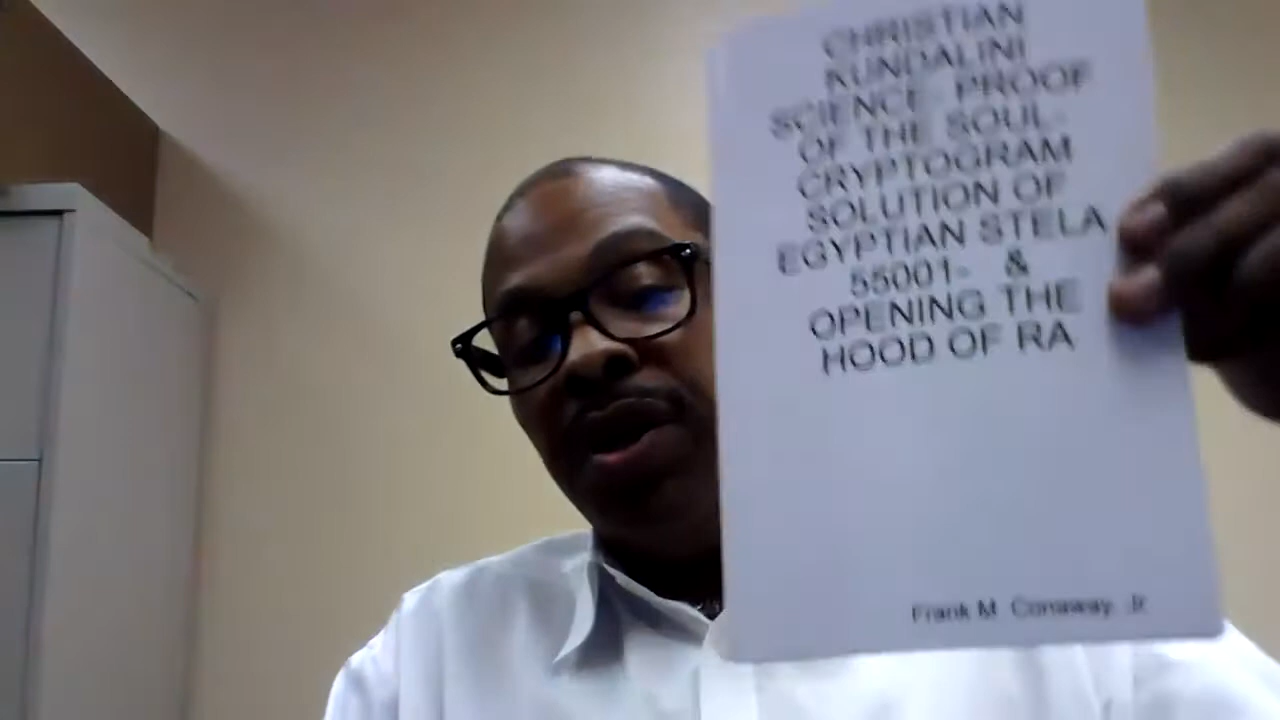 CHRISTIAN
KUNDALINI
SCIENCE- PROOF
OF THE SOUL-
CRYPTOGRAM
SOLUTION OF
EGYPTIAN STELA
55001- &
OPENING THE
HOOD OF RA
Frank M. Conaway, Jr.